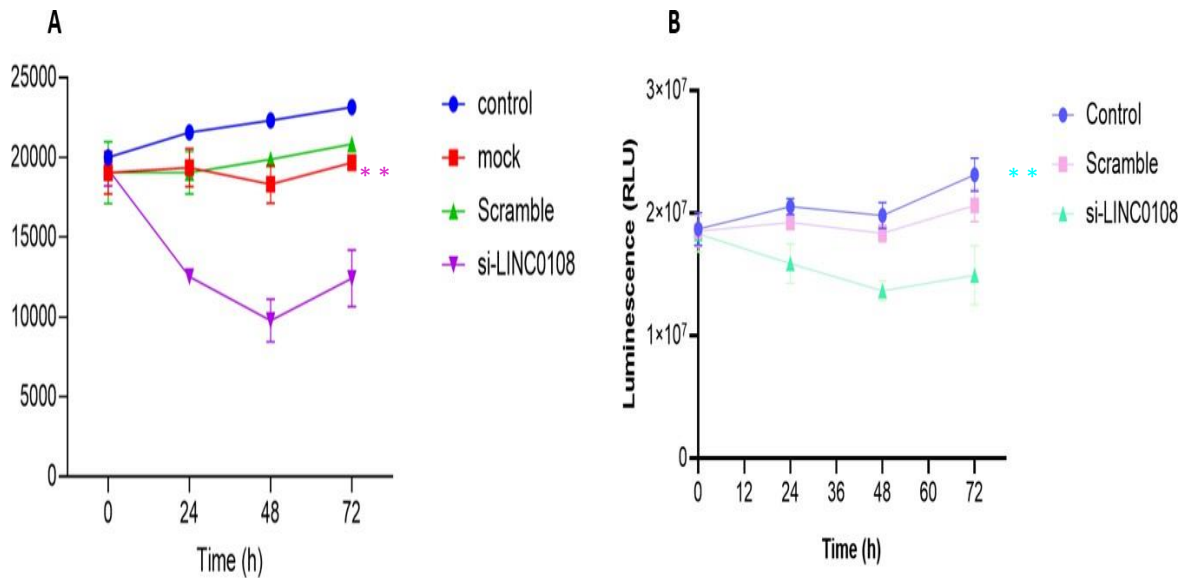 A
25000
20000
15000
10000
5000
0
0 24 48 72
Time (h)
control
mock
* *
Scramble
si-LINC0108
B
Luminescence (RLU)
3×10⁷
2×10⁷
1×10⁷
0
0 12 24 36 48 60 72
Time (h)
Control
Scramble
* *
si-LINC0108